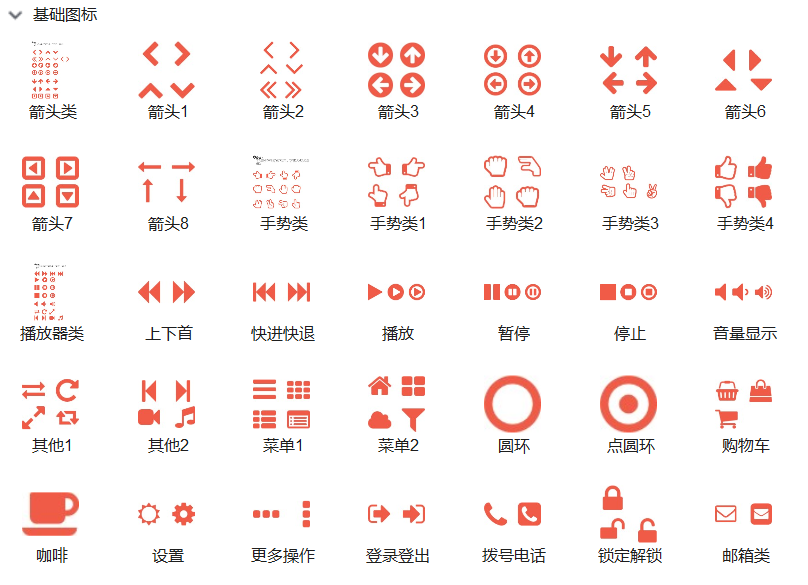 基础图标
箭头类 箭头1 箭头2 箭头3 箭头4 箭头5 箭头6
箭头7 箭头8 手势类 手势类1 手势类2 手势类3 手势类4
播放器类 上下首 快进快退 播放 暂停 停止 音量显示
其他1 其他2 菜单1 菜单2 圆环 点圆环 购物车
咖啡 设置 更多操作 登录登出 拨号电话 锁定解锁 邮箱类